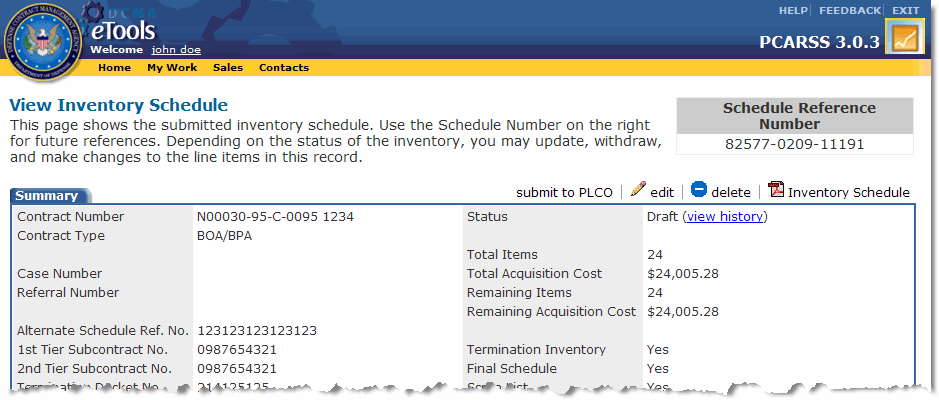 HELP | FEEDBACK | EXIT
DCMA
eTools
Welcome john doe
PCARSS 3.0.3
DEFENSE CONTRACT MANAGEMENT AGENCY
DEPARTMENT OF DEFENSE
Home My Work Sales Contacts
View Inventory Schedule
This page shows the submitted inventory schedule. Use the Schedule Number on the right
for future references. Depending on the status of the inventory, you may update, withdraw,
and make changes to the line items in this record.
Schedule Reference
Number
82577-0209-11191
submit to PLCO | edit | delete | Inventory Schedule
Summary
Contract Number N00030-95-C-0095 1234 Status Draft (view history)
Contract Type BOA/BPA
Total Items 24
Case Number Total Acquisition Cost $24,005.28
Referral Number Remaining Items 24
Remaining Acquisition Cost $24,005.28
Alternate Schedule Ref. No. 123123123123123
1st Tier Subcontract No. 0987654321 Termination Inventory Yes
2nd Tier Subcontract No. 0987654321 Final Schedule Yes
Termination Docket No. 214125125 Scrap List Yes